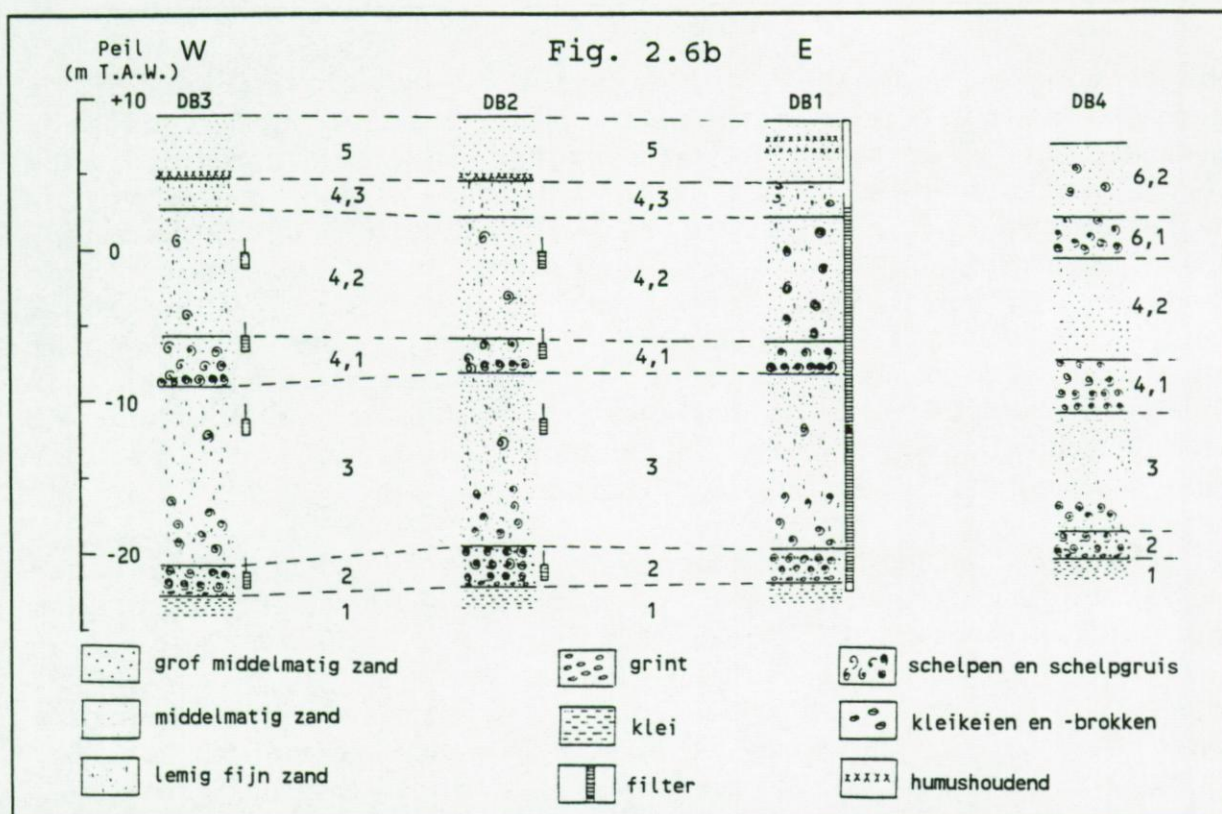 Fig. 2.6b
Peil W E
(m T.A.W.)
+10 DB3 DB2 DB1 DB4
5 5 6,2
4,3 4,3 6,1
0
4,2 4,2 4,2
4,1 4,1 4,1
-10
3 3 3
-20
2 2 2
1 1 1
grof middelmatig zand
middelmatig zand
lemig fijn zand
grint
klei
filter
schelpen en schelpgruis
kleikeien en -brokken
humushoudend